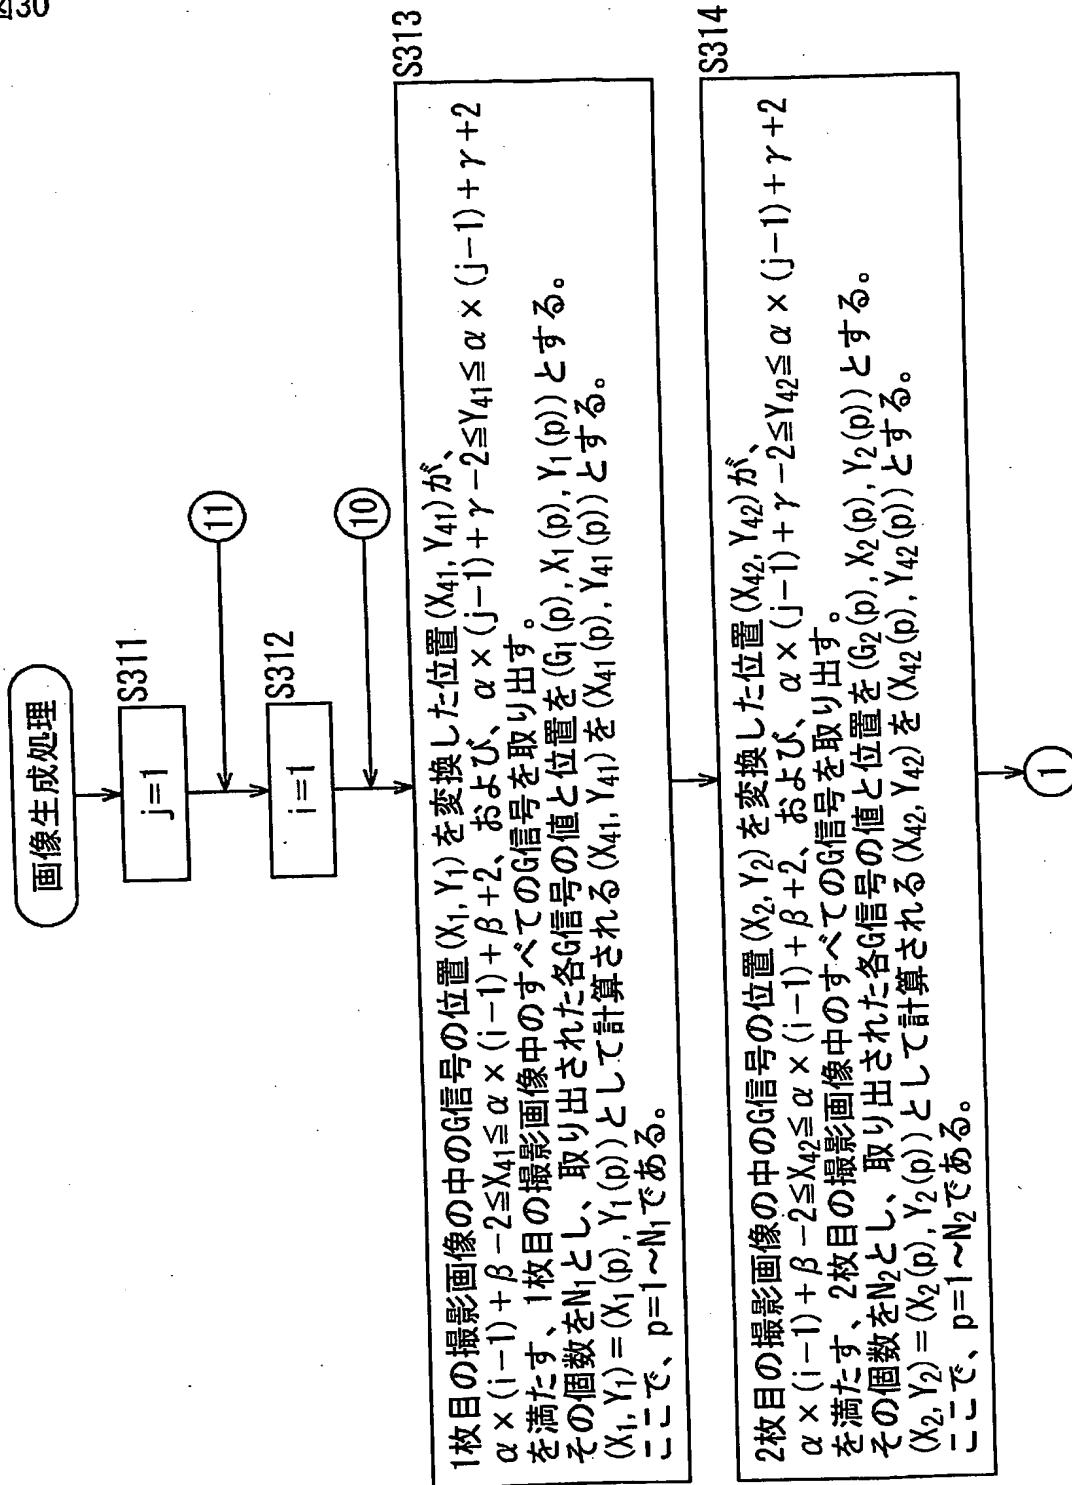 図30
画像生成処理
S311
j=1
11
S312
i=1
10
S313
1枚目の撮影画像の中のG信号の位置(X₁, Y₁)を変換した位置(X₄₁, Y₄₁)が、
α×(i−1)+β−2≦X₄₁≦α×(i−1)+β+2、および、α×(j−1)+γ−2≦Y₄₁≦α×(j−1)+γ+2
を満たす、1枚目の撮影画像中のすべてのG信号を取り出す。
その個数をN₁とし、取り出された各G信号の値と位置を(G₁(p), X₁(p), Y₁(p))とする。
(X₁, Y₁)=(X₁(p), Y₁(p))として計算される(X₄₁, Y₄₁)を(X₄₁(p), Y₄₁(p))とする。
ここで、p=1〜N₁である。
S314
2枚目の撮影画像の中のG信号の位置(X₂, Y₂)を変換した位置(X₄₂, Y₄₂)が、
α×(i−1)+β−2≦X₄₂≦α×(i−1)+β+2、および、α×(j−1)+γ−2≦Y₄₂≦α×(j−1)+γ+2
を満たす、2枚目の撮影画像中のすべてのG信号を取り出す。
その個数をN₂とし、取り出された各G信号の値と位置を(G₂(p), X₂(p), Y₂(p))とする。
(X₂, Y₂)=(X₂(p), Y₂(p))として計算される(X₄₂, Y₄₂)を(X₄₂(p), Y₄₂(p))とする。
ここで、p=1〜N₂である。
1